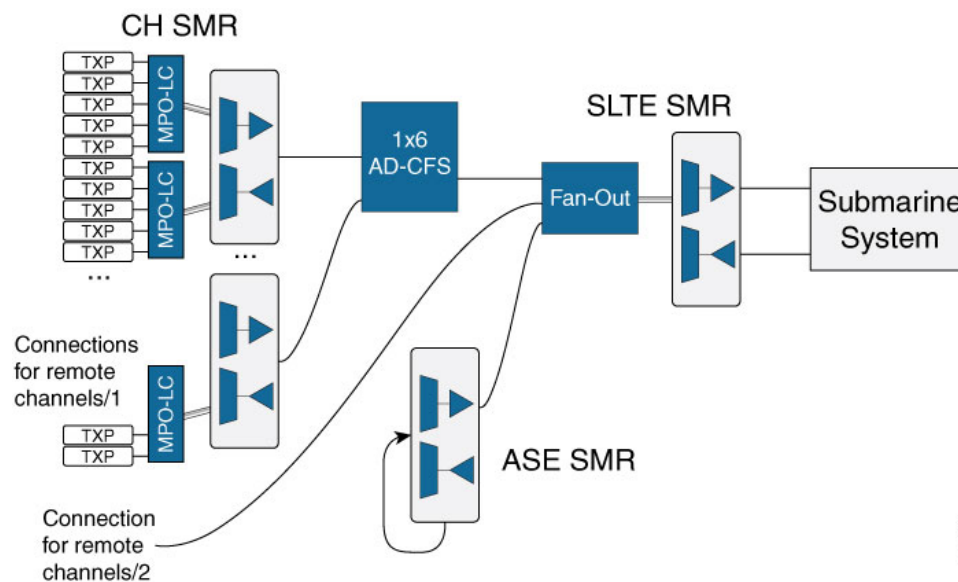 CH SMR
TXP
TXP
TXP
TXP
TXP
MPO-LC
TXP
TXP
TXP
TXP
TXP
MPO-LC
...
...
1x6
AD-CFS
Fan-Out
SLTE SMR
Submarine
System
Connections
for remote
channels/1
MPO-LC
TXP
TXP
ASE SMR
Connection
for remote
channels/2